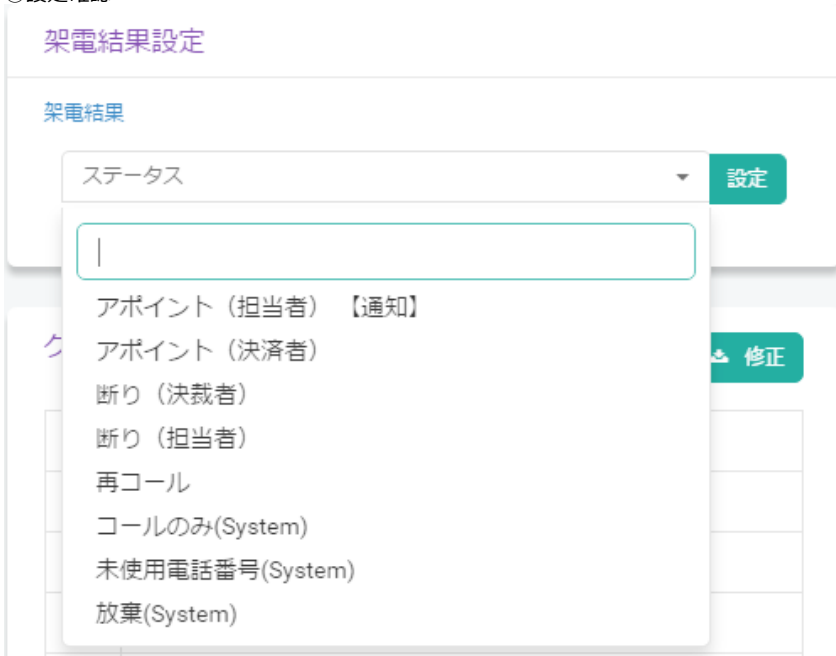 架電結果設定
架電結果
ステータス
設定
アポイント（担当者）【通知】
アポイント（決済者）
断り（決裁者）
断り（担当者）
再コール
コールのみ(System)
未使用電話番号(System)
放棄(System)
ク
修正